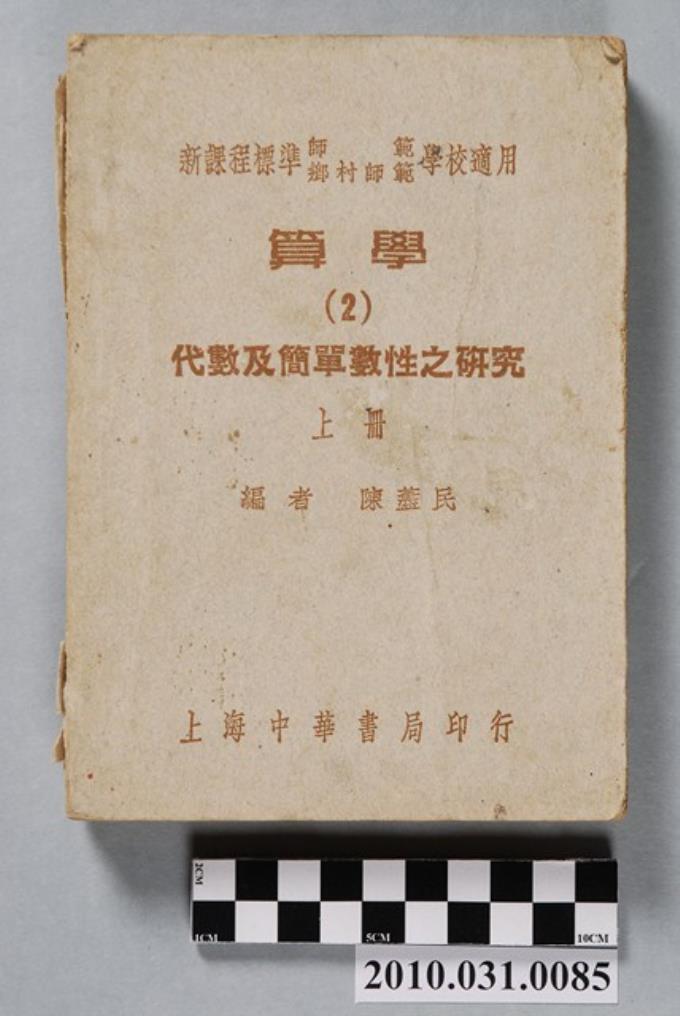 新課程標準師範鄉村師範學校適用
算學
(2)
代數及簡單數性之研究
上冊
編者 陳藎民
上海中華書局印行
2CM
1CM 5CM 10CM
2010.031.0085